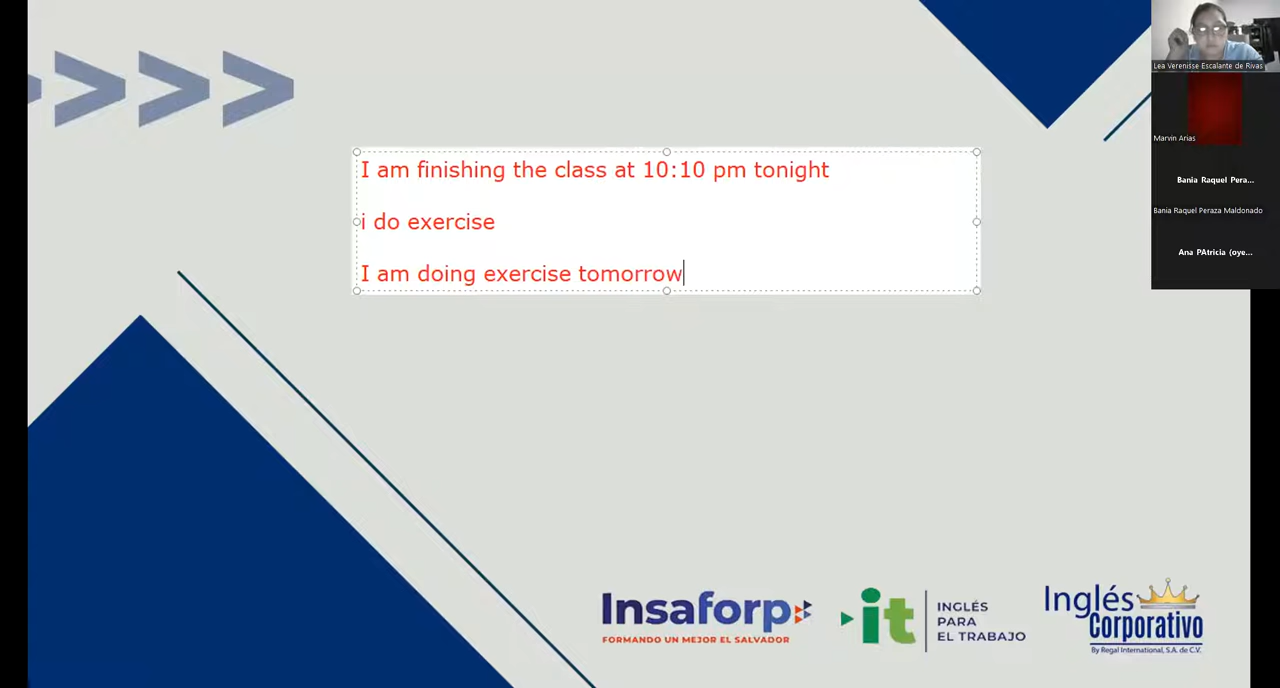 Lea Verenisse Escalante de Rivas
I am finishing the class at 10:10 pm tonight
i do exercise
I am doing exercise tomorrow
Marvin Arias
Bania Raquel Pera...
Bania Raquel Peraza Maldonado
Ana PAtricia (oye...
Insaforp
FORMANDO UN MEJOR EL SALVADOR
it
INGLÉS
PARA
EL TRABAJO
Inglés
Corporativo
By Regal International, S.A. de C.V.